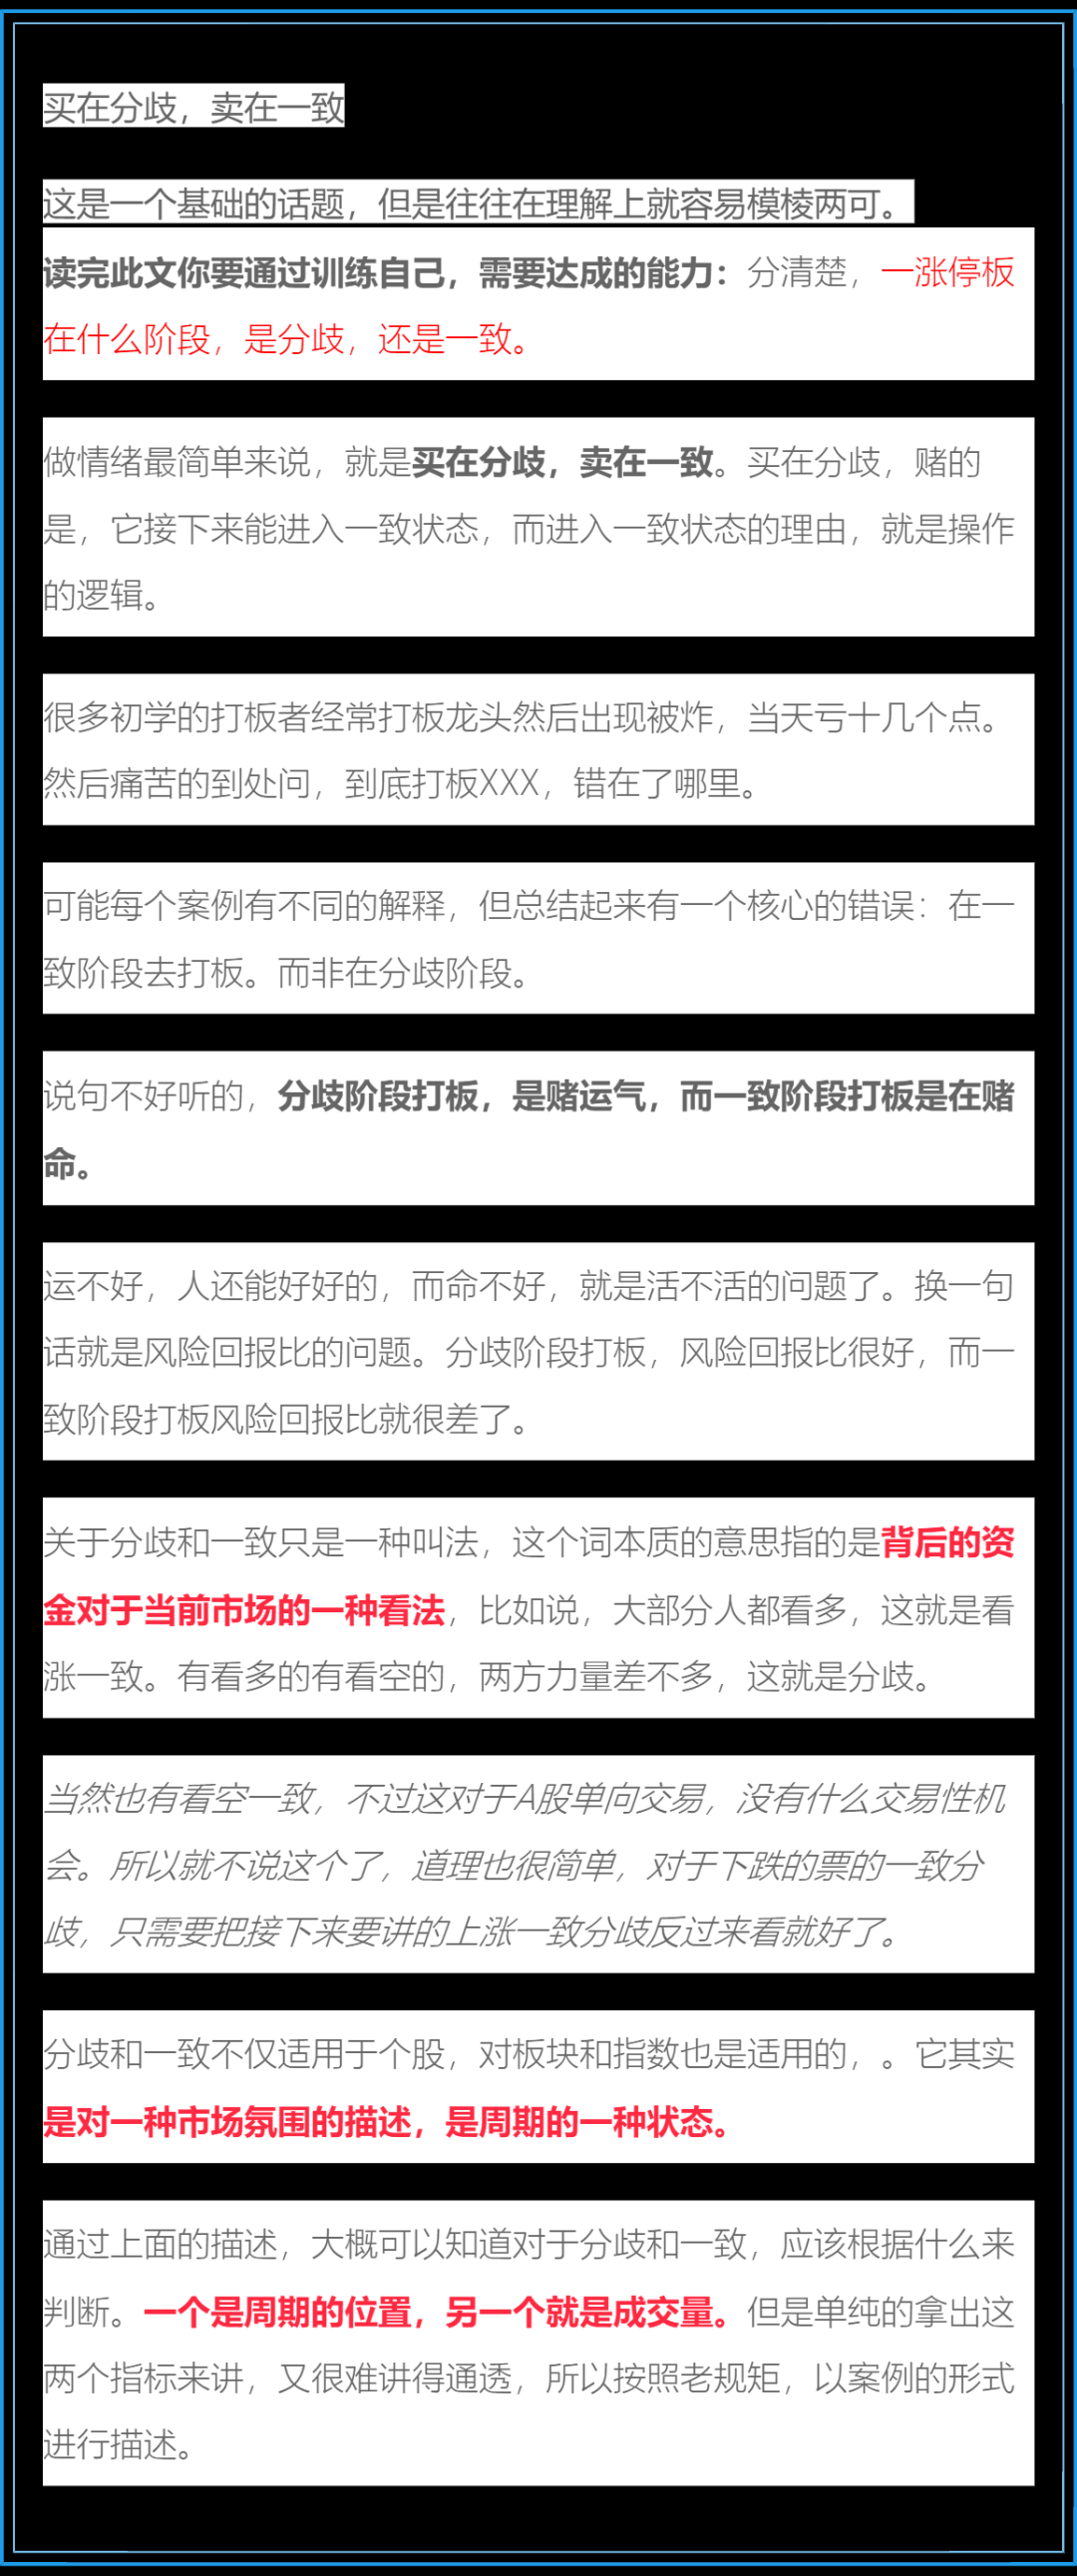 买在分歧，卖在一致
这是一个基础的话题，但是往往在理解上就容易模棱两可。
读完此文你要通过训练自己，需要达成的能力：分清楚，一涨停板
在什么阶段，是分歧，还是一致。
做情绪最简单来说，就是买在分歧，卖在一致。买在分歧，赌的
是，它接下来能进入一致状态，而进入一致状态的理由，就是操作
的逻辑。
很多初学的打板者经常打板龙头然后出现被炸，当天亏十几个点。
然后痛苦的到处问，到底打板XXX，错在了哪里。
可能每个案例有不同的解释，但总结起来有一个核心的错误：在一
致阶段去打板。而非在分歧阶段。
说句不好听的，分歧阶段打板，是赌运气，而一致阶段打板是在赌
命。
运不好，人还能好好的，而命不好，就是活不活的问题了。换一句
话就是风险回报比的问题。分歧阶段打板，风险回报比很好，而一
致阶段打板风险回报比就很差了。
关于分歧和一致只是一种叫法，这个词本质的意思指的是背后的资
金对于当前市场的一种看法，比如说，大部分人都看多，这就是看
涨一致。有看多的有看空的，两方力量差不多，这就是分歧。
当然也有看空一致，不过这对于A股单向交易，没有什么交易性机
会。所以就不说这个了，道理也很简单，对于下跌的票的一致分
歧，只需要把接下来要讲的上涨一致分歧反过来看就好了。
分歧和一致不仅适用于个股，对板块和指数也是适用的，。它其实
是对一种市场氛围的描述，是周期的一种状态。
通过上面的描述，大概可以知道对于分歧和一致，应该根据什么来
判断。一个是周期的位置，另一个就是成交量。但是单纯的拿出这
两个指标来讲，又很难讲得通透，所以按照老规矩，以案例的形式
进行描述。